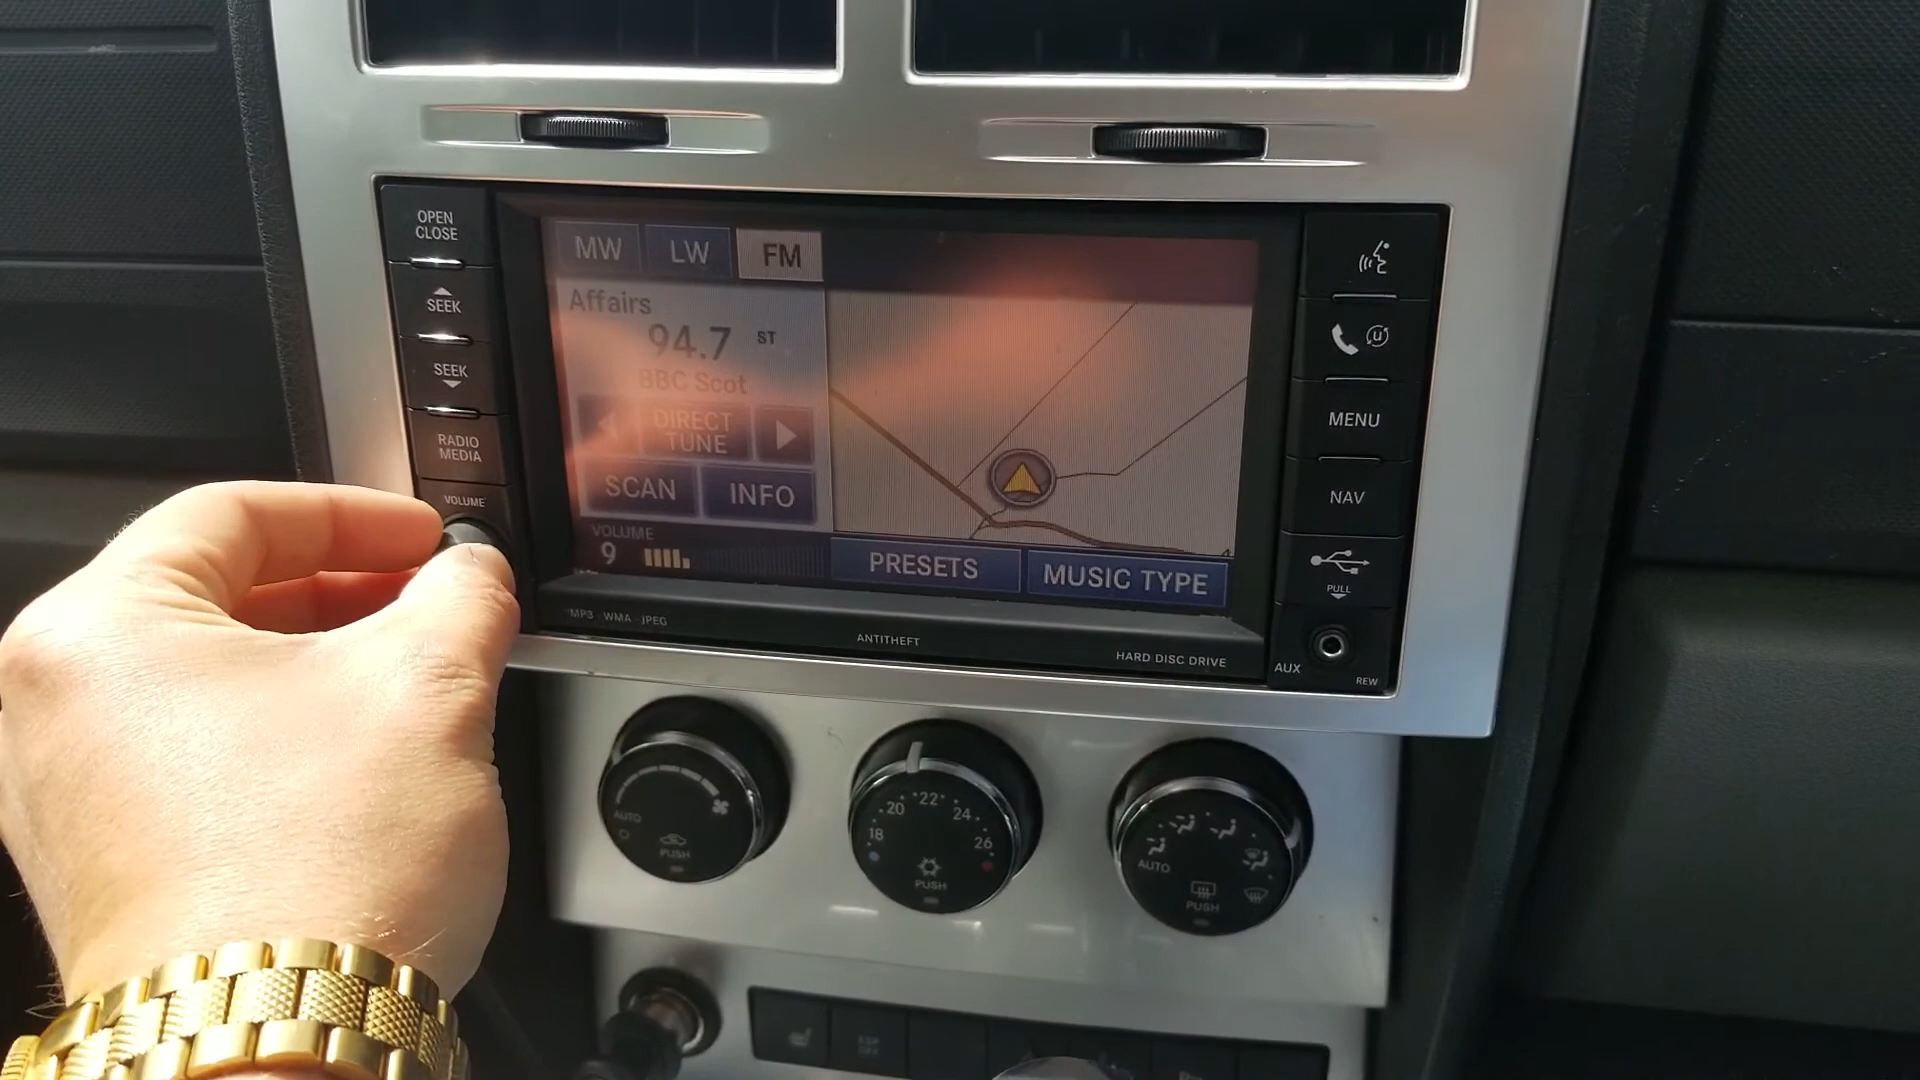 OPEN
CLOSE
SEEK
SEEK
RADIO
MEDIA
VOLUME
MW
LW
FM
Affairs
94.7
ST
BBC Scot
DIRECT
TUNE
SCAN
INFO
VOLUME
9
PRESETS
MUSIC TYPE
MP3 · WMA · JPEG
ANTITHEFT
HARD DISC DRIVE
MENU
NAV
PULL
AUX
REW
AUTO
PUSH
18
20
22
24
26
PUSH
AUTO
PUSH